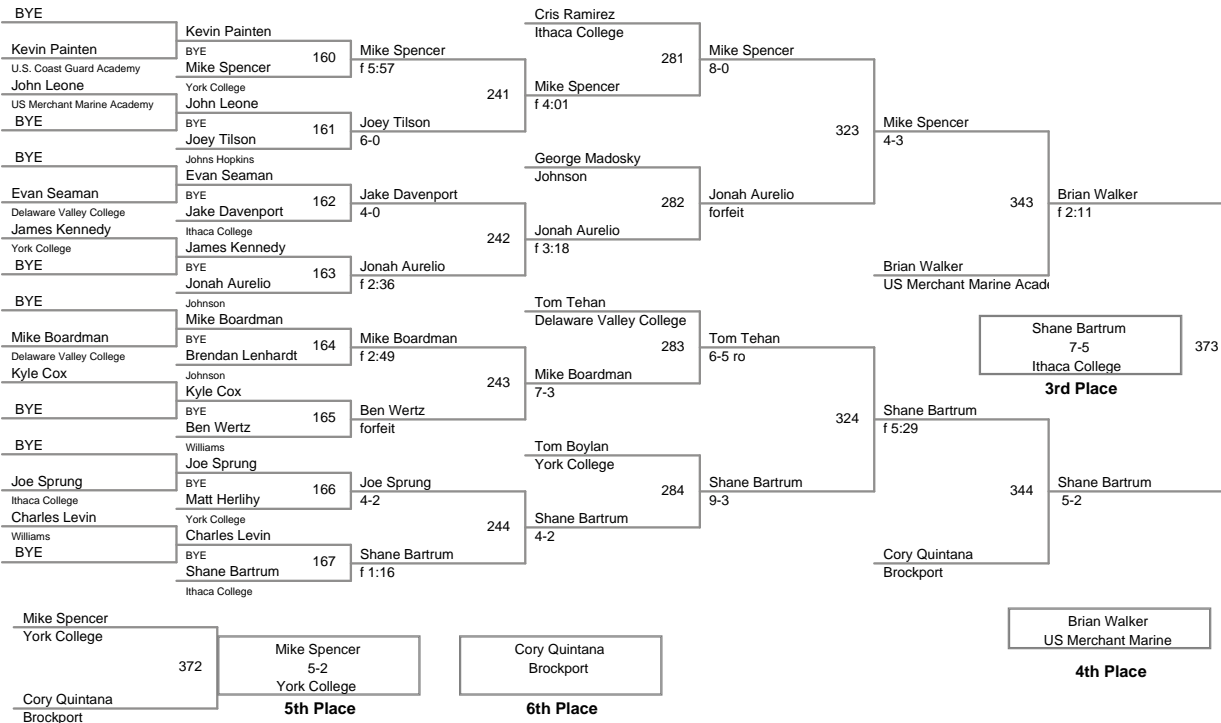 BYE
Kevin Painten
U.S. Coast Guard Academy
John Leone
US Merchant Marine Academy
BYE
BYE
Evan Seaman
Delaware Valley College
James Kennedy
York College
BYE
BYE
Mike Boardman
Delaware Valley College
Kyle Cox
BYE
BYE
Joe Sprung
Ithaca College
Charles Levin
Williams
BYE
Kevin Painten
BYE
160
Mike Spencer
York College
John Leone
BYE
161
Joey Tilson
Johns Hopkins
Evan Seaman
BYE
162
Jake Davenport
Ithaca College
James Kennedy
BYE
163
Jonah Aurelio
Johnson
Mike Boardman
BYE
164
Brendan Lenhardt
Johnson
Kyle Cox
BYE
165
Ben Wertz
Williams
Joe Sprung
BYE
166
Matt Herlihy
York College
Charles Levin
BYE
167
Shane Bartrum
Ithaca College
Mike Spencer
f 5:57
241
Joey Tilson
6-0
Jake Davenport
4-0
242
Jonah Aurelio
f 2:36
Mike Boardman
f 2:49
243
Ben Wertz
forfeit
Joe Sprung
4-2
244
Shane Bartrum
f 1:16
Cris Ramirez
Ithaca College
281
Mike Spencer
f 4:01
George Madosky
Johnson
282
Jonah Aurelio
f 3:18
Tom Tehan
Delaware Valley College
283
Mike Boardman
7-3
Tom Boylan
York College
284
Shane Bartrum
4-2
Mike Spencer
8-0
323
Jonah Aurelio
forfeit
Tom Tehan
6-5 ro
324
Shane Bartrum
9-3
Mike Spencer
4-3
343
Brian Walker
US Merchant Marine Acad
Shane Bartrum
f 5:29
344
Cory Quintana
Brockport
Brian Walker
f 2:11
Shane Bartrum
7-5
Ithaca College
373
3rd Place
Shane Bartrum
5-2
Brian Walker
US Merchant Marine
4th Place
Mike Spencer
York College
372
Cory Quintana
Brockport
Mike Spencer
5-2
York College
5th Place
Cory Quintana
Brockport
6th Place